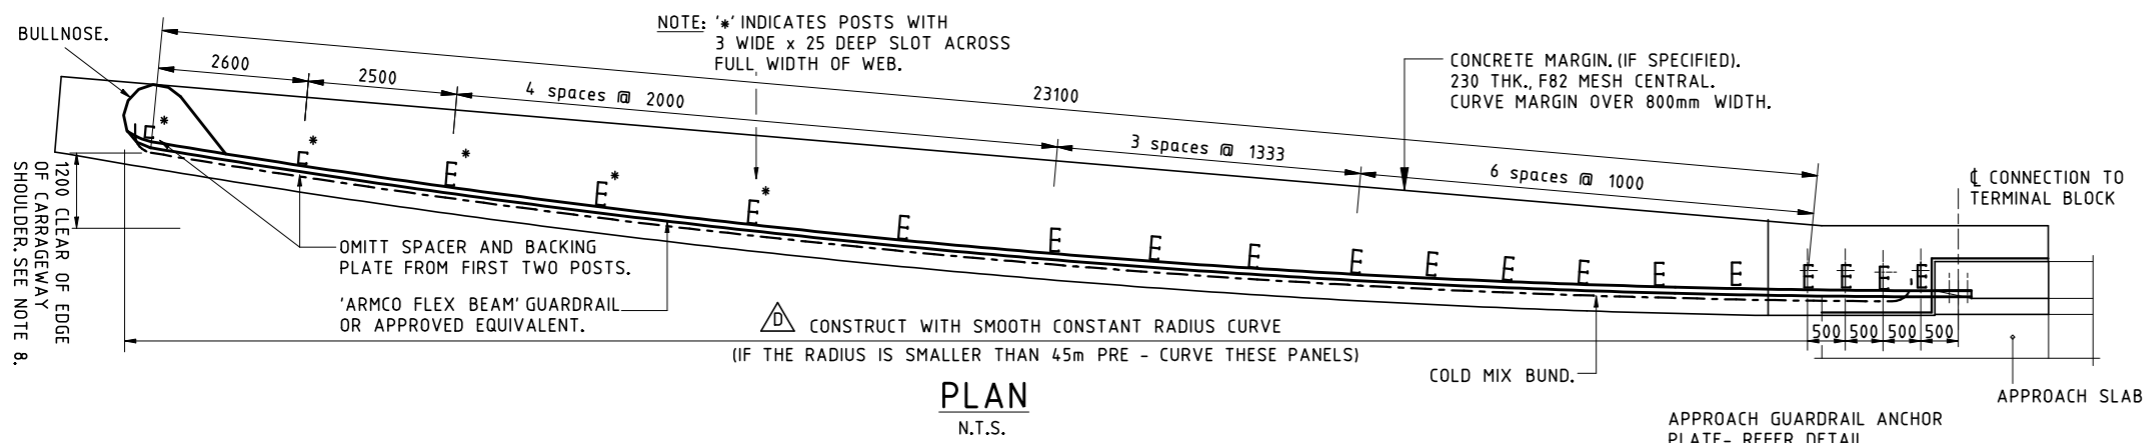 BULLNOSE.
NOTE: '*' INDICATES POSTS WITH
3 WIDE x 25 DEEP SLOT ACROSS
FULL WIDTH OF WEB.
CONCRETE MARGIN. (IF SPECIFIED).
230 THK., F82 MESH CENTRAL.
CURVE MARGIN OVER 800mm WIDTH.
2600
2500
4 spaces @ 2000
23100
3 spaces @ 1333
6 spaces @ 1000
℄ CONNECTION TO
TERMINAL BLOCK
*
*
*
*
*
1200 CLEAR OF EDGE
OF CARRAGEWAY
SHOULDER. SEE NOTE 8.
OMITT SPACER AND BACKING
PLATE FROM FIRST TWO POSTS.
'ARMCO FLEX BEAM' GUARDRAIL
OR APPROVED EQUIVALENT.
D CONSTRUCT WITH SMOOTH CONSTANT RADIUS CURVE
(IF THE RADIUS IS SMALLER THAN 45m PRE - CURVE THESE PANELS)
500 500 500 500
COLD MIX BUND.
APPROACH SLAB
PLAN
N.T.S.
APPROACH GUARDRAIL ANCHOR
PLATE- REFER DETAIL